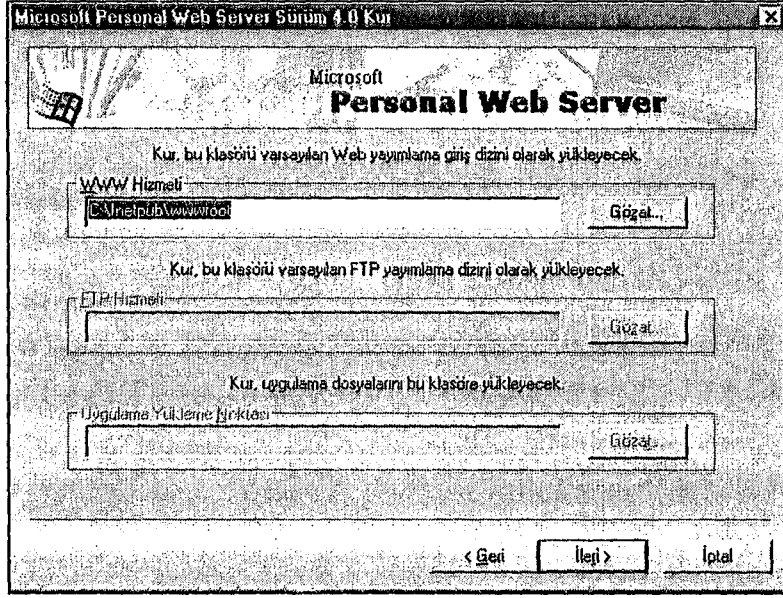 Microsoft Personal Web Server Sürüm 4.0 Kur
Microsoft
Personal Web Server
Kur, bu klasörü varsayılan Web yayımlama giriş dizini olarak yükleyecek.
WWW Hizmeti
C:\Inetpub\wwwroot
Gözat...
Kur, bu klasörü varsayılan FTP yayımlama dizini olarak yükleyecek.
FTP Hizmeti
Gözat...
Kur, uygulama dosyalarını bu klasöre yükleyecek.
Uygulama Yükleme Noktası
Gözat...
< Geri
İleri >
İptal